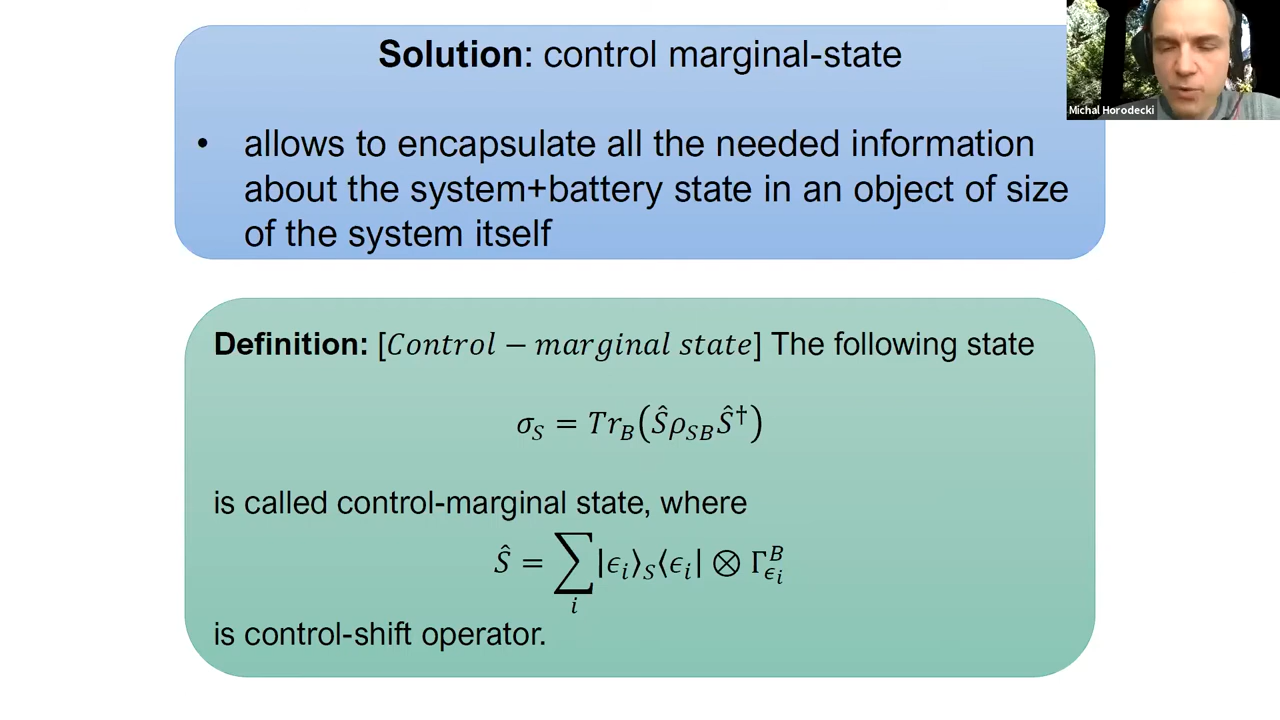 Solution: control marginal-state
Michal Horodecki
• allows to encapsulate all the needed information
about the system+battery state in an object of size
of the system itself
Definition: [Control − marginal state] The following state
σ_S = Tr_B(Ŝρ_{SB}Ŝ†)
is called control-marginal state, where
Ŝ = ∑_i |ϵ_i⟩_S⟨ϵ_i| ⊗ Γ^B_{ϵ_i}
is control-shift operator.